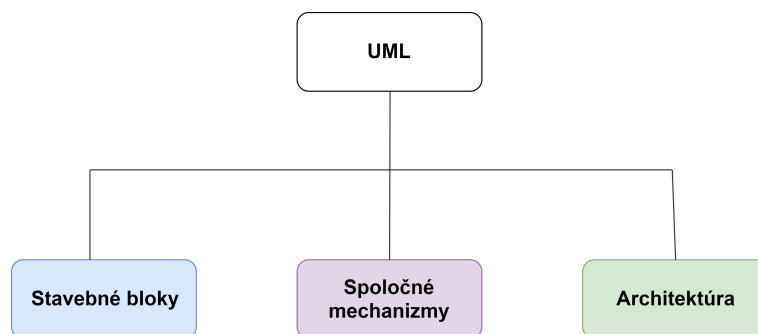 UML
Stavebné bloky
Spoločné
mechanizmy
Architektúra